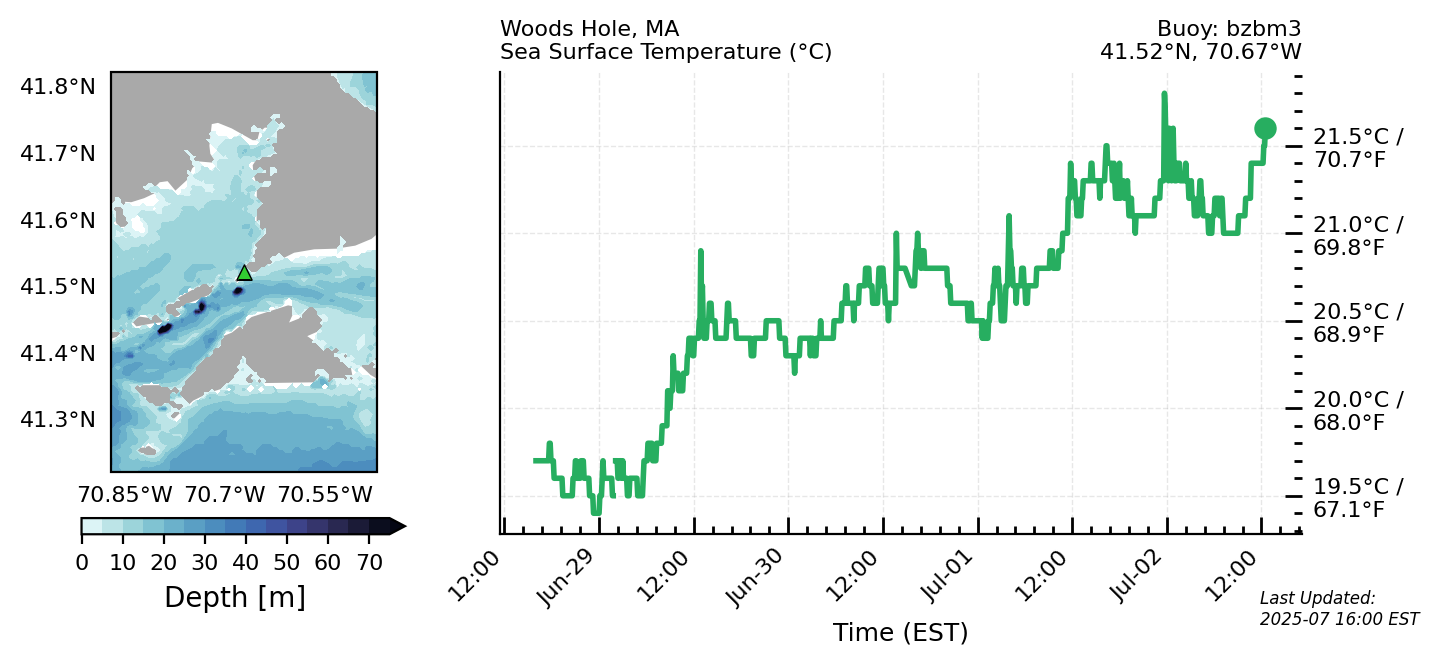 Woods Hole, MA
Sea Surface Temperature (°C)
Buoy: bzbm3
41.52°N, 70.67°W
41.8°N
41.7°N
41.6°N
41.5°N
41.4°N
41.3°N
70.85°W 70.7°W 70.55°W
0 10 20 30 40 50 60 70
Depth [m]
21.5°C /
70.7°F
21.0°C /
69.8°F
20.5°C /
68.9°F
20.0°C /
68.0°F
19.5°C /
67.1°F
12:00 Jun-29 12:00 Jun-30 12:00 Jul-01 12:00 Jul-02 12:00
Time (EST)
Last Updated:
2025-07 16:00 EST